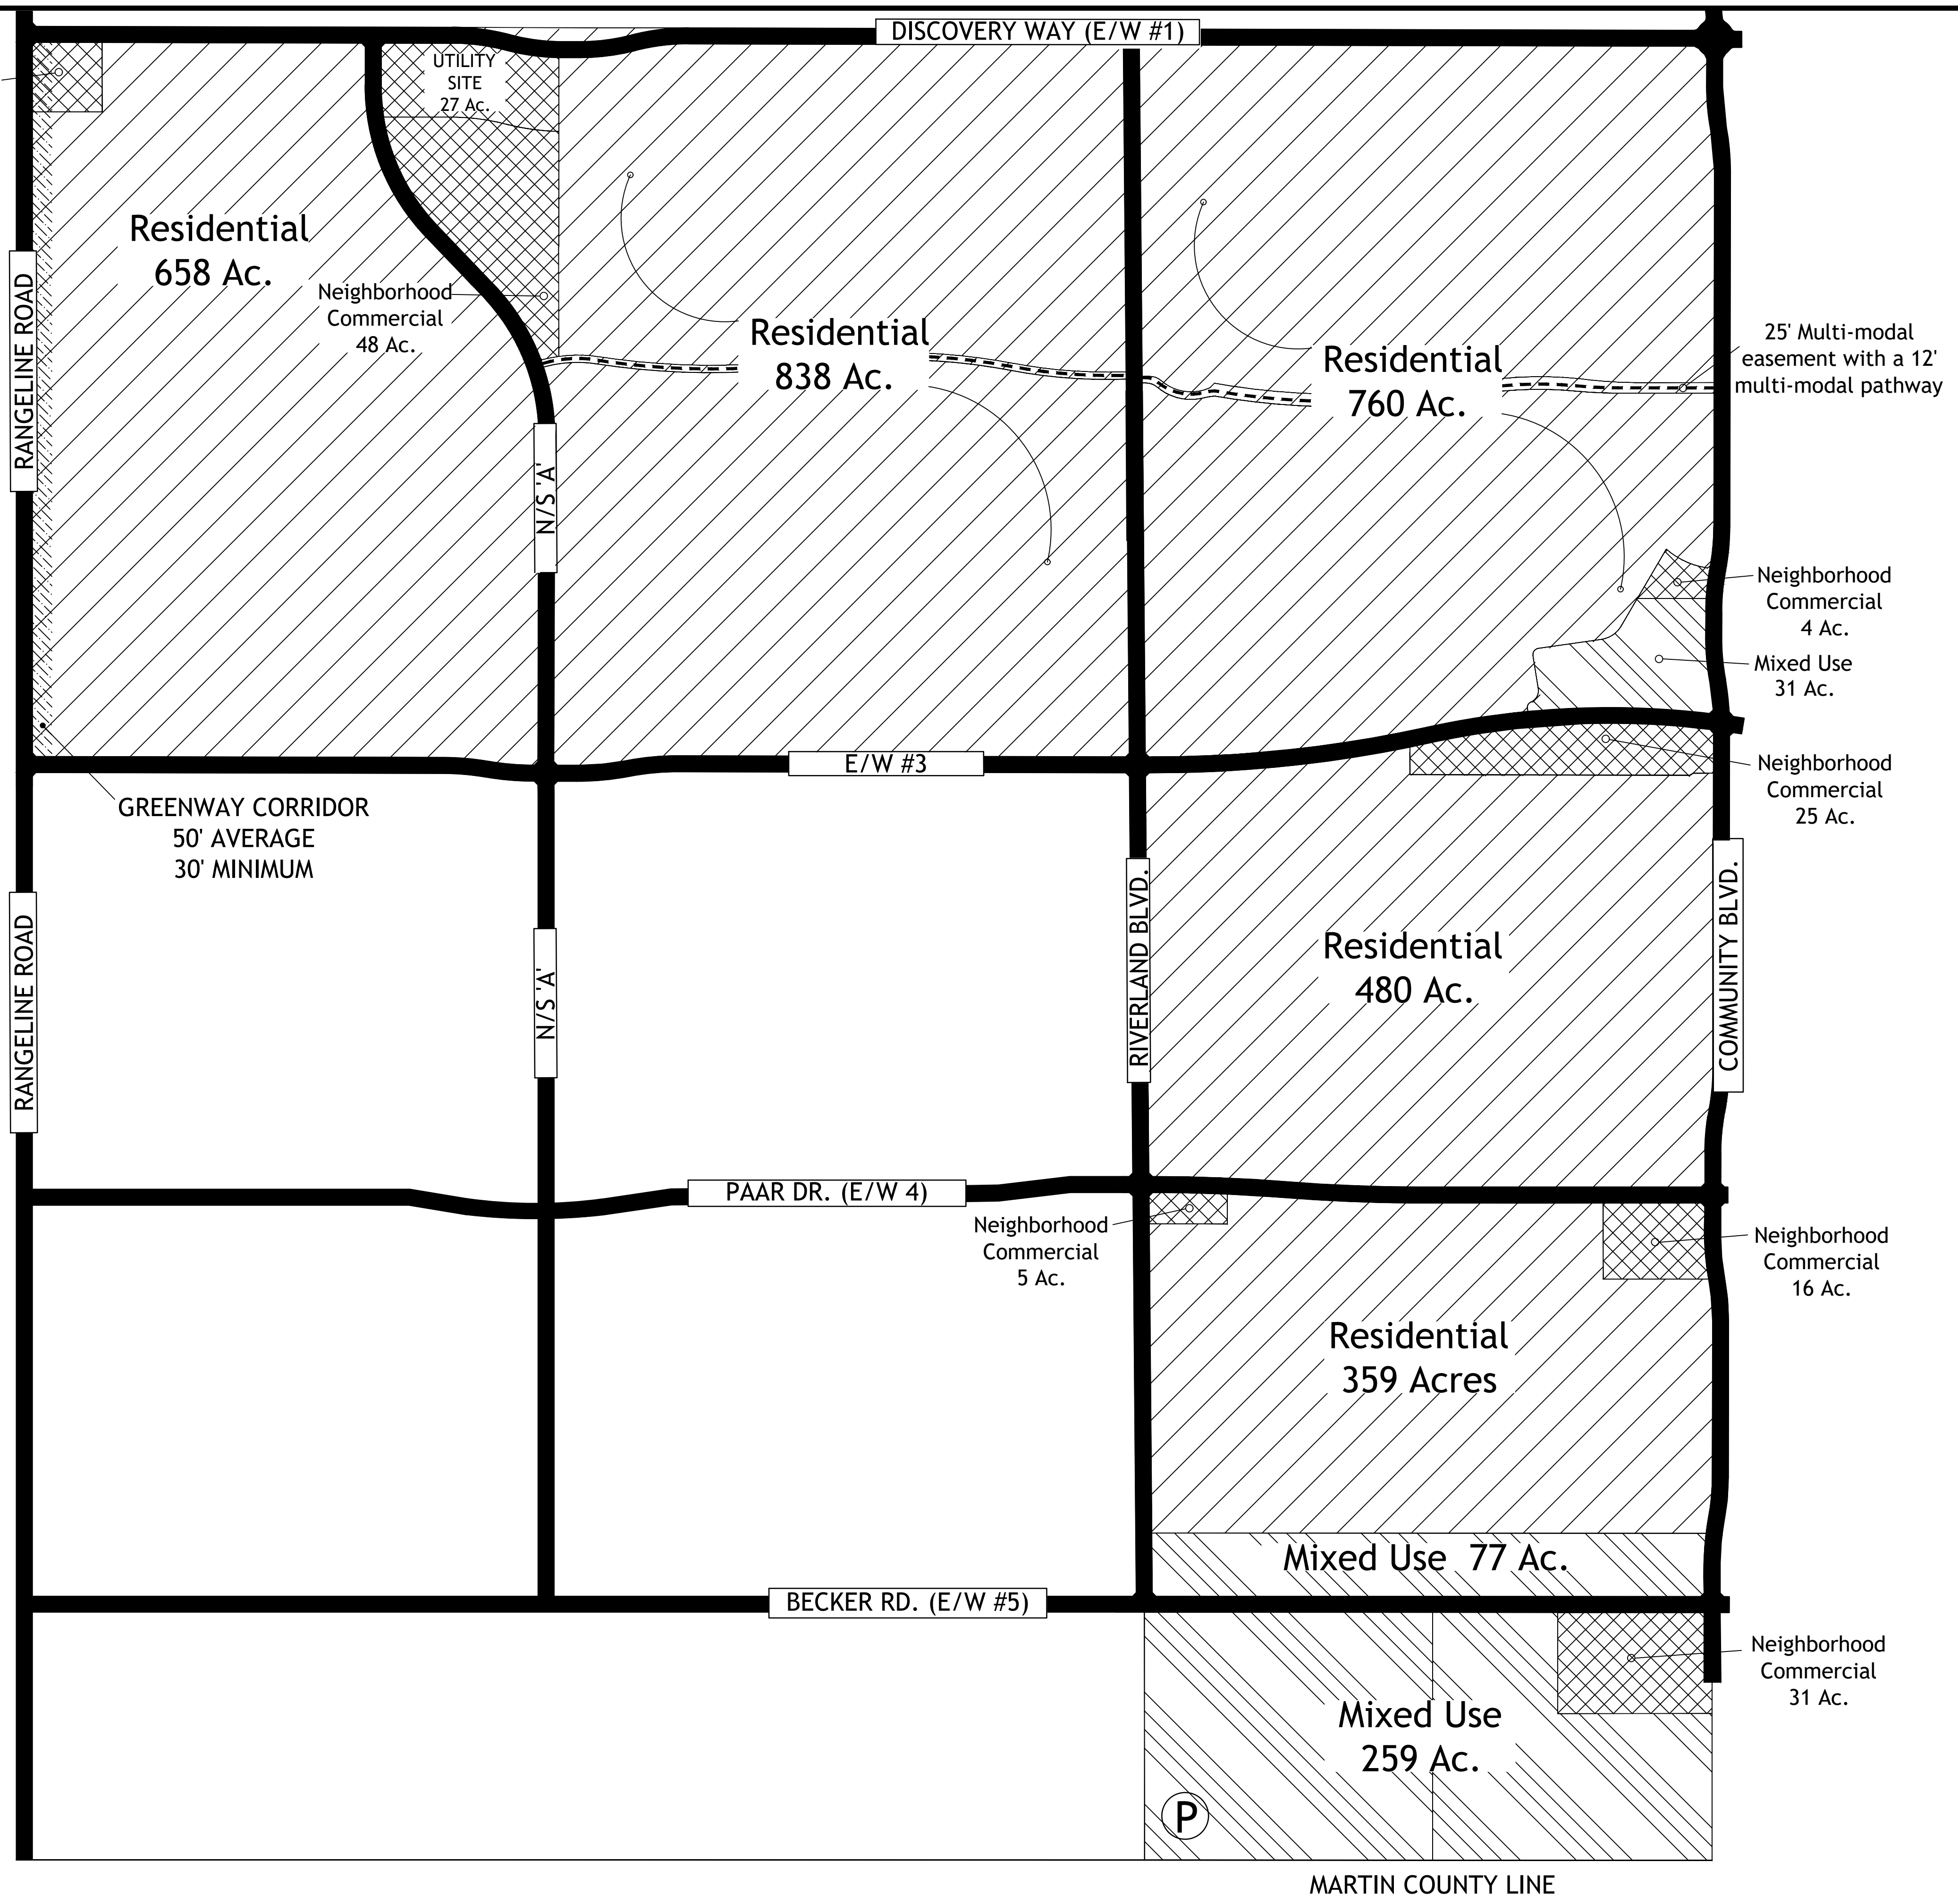 DISCOVERY WAY (E/W #1)
UTILITY
SITE
27 Ac.
Residential
658 Ac.
RANGELINE ROAD
Neighborhood
Commercial
48 Ac.
Residential
838 Ac.
Residential
760 Ac.
25' Multi-modal
easement with a 12'
multi-modal pathway
N/S 'A'
Neighborhood
Commercial
4 Ac.
Mixed Use
31 Ac.
E/W #3
Neighborhood
Commercial
25 Ac.
GREENWAY CORRIDOR
50' AVERAGE
30' MINIMUM
RANGELINE ROAD
N/S 'A'
RIVERLAND BLVD.
Residential
480 Ac.
COMMUNITY BLVD.
PAAR DR. (E/W 4)
Neighborhood
Commercial
5 Ac.
Neighborhood
Commercial
16 Ac.
Residential
359 Acres
Mixed Use 77 Ac.
BECKER RD. (E/W #5)
Neighborhood
Commercial
31 Ac.
Mixed Use
259 Ac.
P
MARTIN COUNTY LINE